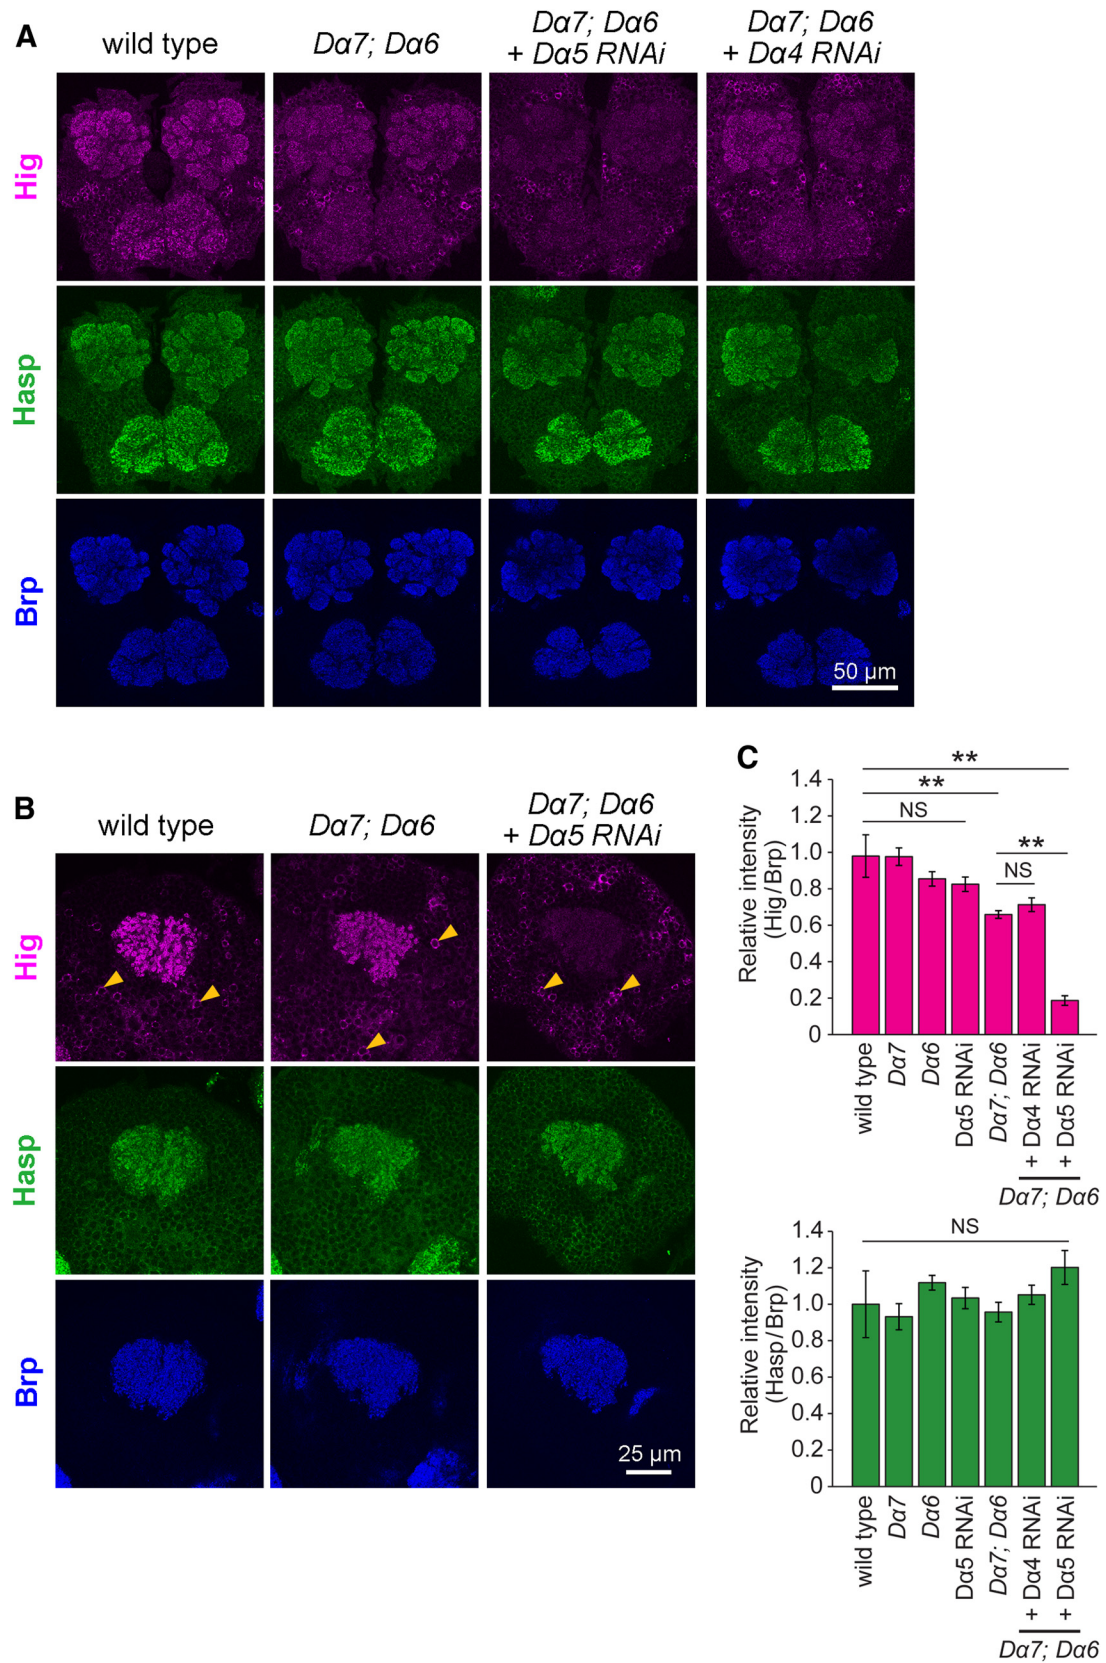 A
wild type
Dα7; Dα6
Dα7; Dα6
+ Dα5 RNAi
Dα7; Dα6
+ Dα4 RNAi
Hig
Hasp
Brp
50 µm
B
wild type
Dα7; Dα6
Dα7; Dα6
+ Dα5 RNAi
Hig
Hasp
Brp
25 µm
C
Relative intensity
(Hig/Brp)
1.4
1.2
1.0
0.8
0.6
0.4
0.2
0
**
**
NS
**
NS
wild type
Dα7
Dα6
Dα5 RNAi
Dα7; Dα6
+ Dα4 RNAi
+ Dα5 RNAi
Dα7; Dα6
Relative intensity
(Hasp/Brp)
1.4
1.2
1.0
0.8
0.6
0.4
0.2
0
NS
wild type
Dα7
Dα6
Dα5 RNAi
Dα7; Dα6
+ Dα4 RNAi
+ Dα5 RNAi
Dα7; Dα6